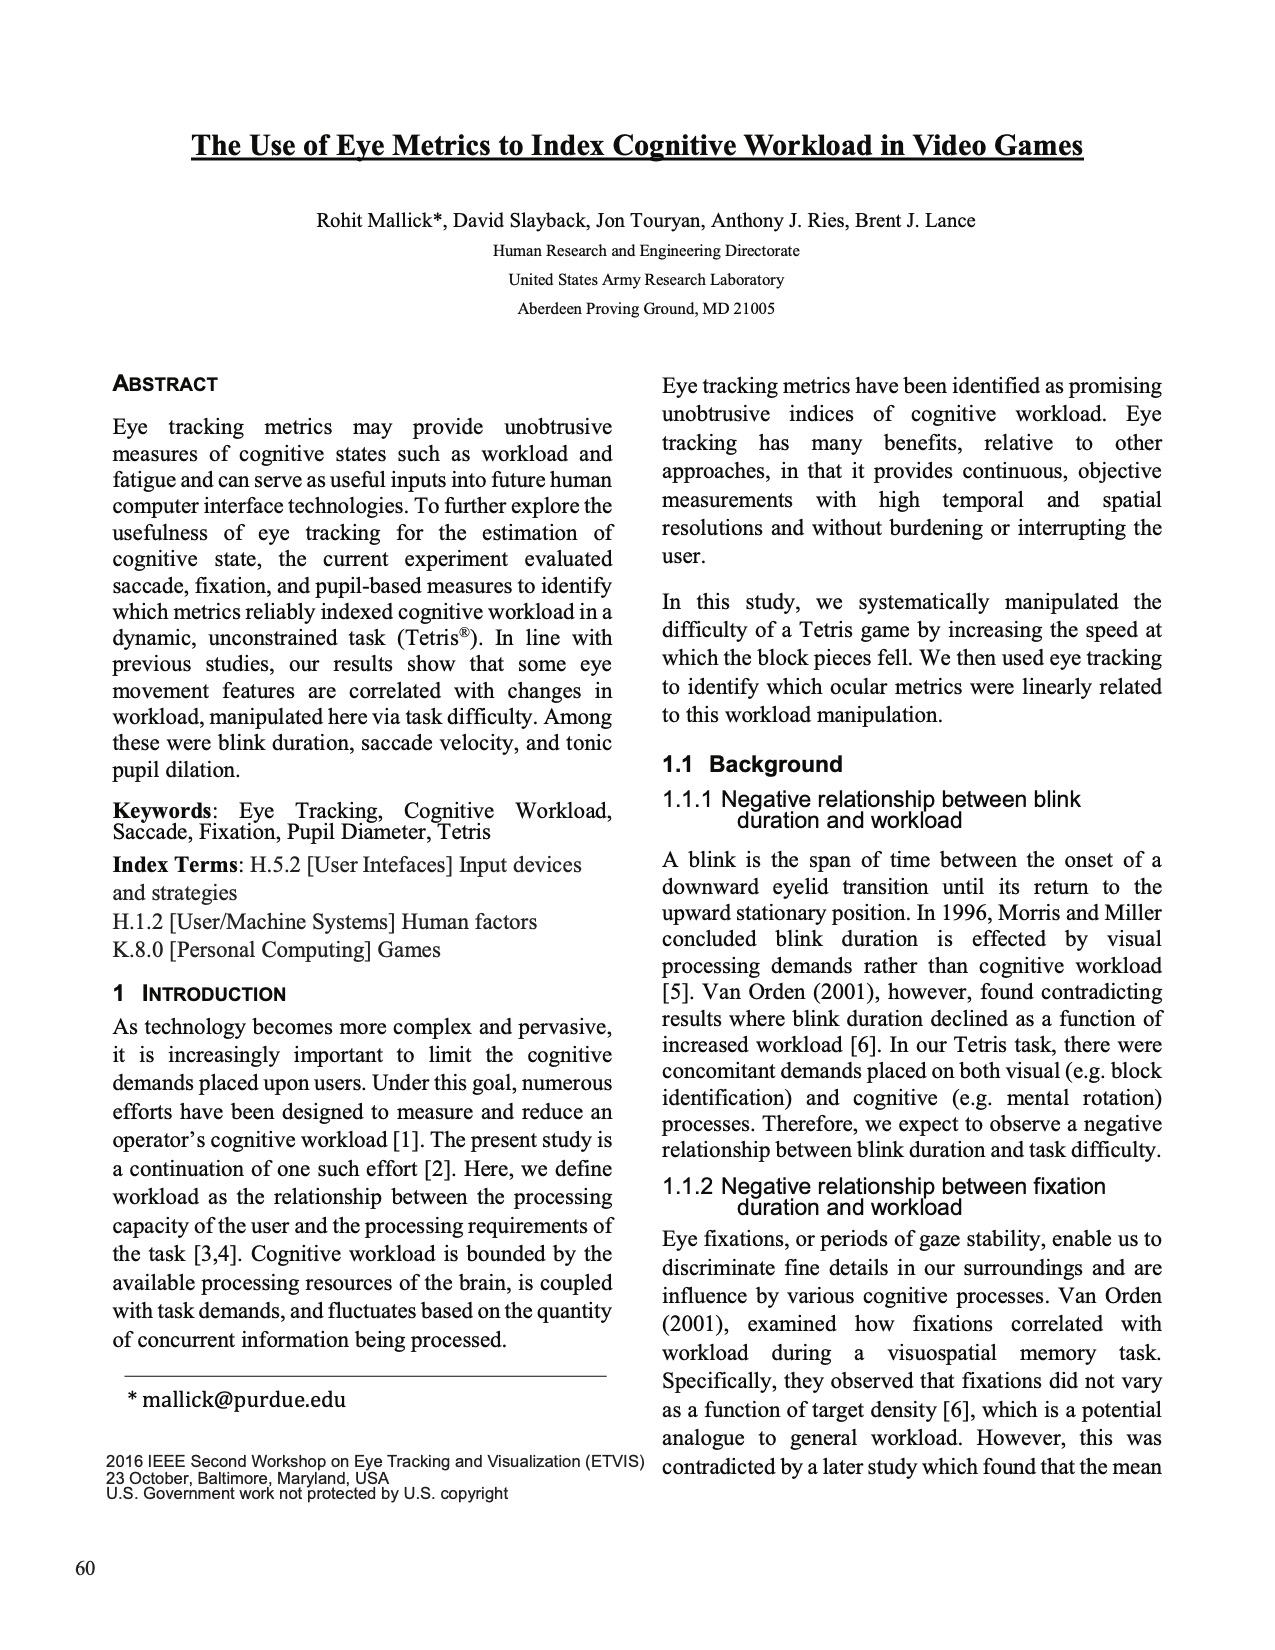 The Use of Eye Metrics to Index Cognitive Workload in Video Games
Rohit Mallick*, David Slayback, Jon Touryan, Anthony J. Ries, Brent J. Lance
Human Research and Engineering Directorate
United States Army Research Laboratory
Aberdeen Proving Ground, MD 21005
ABSTRACT
Eye tracking metrics may provide unobtrusive
measures of cognitive states such as workload and
fatigue and can serve as useful inputs into future human
computer interface technologies. To further explore the
usefulness of eye tracking for the estimation of
cognitive state, the current experiment evaluated
saccade, fixation, and pupil-based measures to identify
which metrics reliably indexed cognitive workload in a
dynamic, unconstrained task (Tetris®). In line with
previous studies, our results show that some eye
movement features are correlated with changes in
workload, manipulated here via task difficulty. Among
these were blink duration, saccade velocity, and tonic
pupil dilation.
Keywords: Eye Tracking, Cognitive Workload,
Saccade, Fixation, Pupil Diameter, Tetris
Index Terms: H.5.2 [User Intefaces] Input devices
and strategies
H.1.2 [User/Machine Systems] Human factors
K.8.0 [Personal Computing] Games
1 INTRODUCTION
As technology becomes more complex and pervasive,
it is increasingly important to limit the cognitive
demands placed upon users. Under this goal, numerous
efforts have been designed to measure and reduce an
operator's cognitive workload [1]. The present study is
a continuation of one such effort [2]. Here, we define
workload as the relationship between the processing
capacity of the user and the processing requirements of
the task [3,4]. Cognitive workload is bounded by the
available processing resources of the brain, is coupled
with task demands, and fluctuates based on the quantity
of concurrent information being processed.
* mallick@purdue.edu
2016 IEEE Second Workshop on Eye Tracking and Visualization (ETVIS)
23 October, Baltimore, Maryland, USA
U.S. Government work not protected by U.S. copyright
Eye tracking metrics have been identified as promising
unobtrusive indices of cognitive workload. Eye
tracking has many benefits, relative to other
approaches, in that it provides continuous, objective
measurements with high temporal and spatial
resolutions and without burdening or interrupting the
user.
In this study, we systematically manipulated the
difficulty of a Tetris game by increasing the speed at
which the block pieces fell. We then used eye tracking
to identify which ocular metrics were linearly related
to this workload manipulation.
1.1 Background
1.1.1 Negative relationship between blink
duration and workload
A blink is the span of time between the onset of a
downward eyelid transition until its return to the
upward stationary position. In 1996, Morris and Miller
concluded blink duration is effected by visual
processing demands rather than cognitive workload
[5]. Van Orden (2001), however, found contradicting
results where blink duration declined as a function of
increased workload [6]. In our Tetris task, there were
concomitant demands placed on both visual (e.g. block
identification) and cognitive (e.g. mental rotation)
processes. Therefore, we expect to observe a negative
relationship between blink duration and task difficulty.
1.1.2 Negative relationship between fixation
duration and workload
Eye fixations, or periods of gaze stability, enable us to
discriminate fine details in our surroundings and are
influence by various cognitive processes. Van Orden
(2001), examined how fixations correlated with
workload during a visuospatial memory task.
Specifically, they observed that fixations did not vary
as a function of target density [6], which is a potential
analogue to general workload. However, this was
contradicted by a later study which found that the mean
60